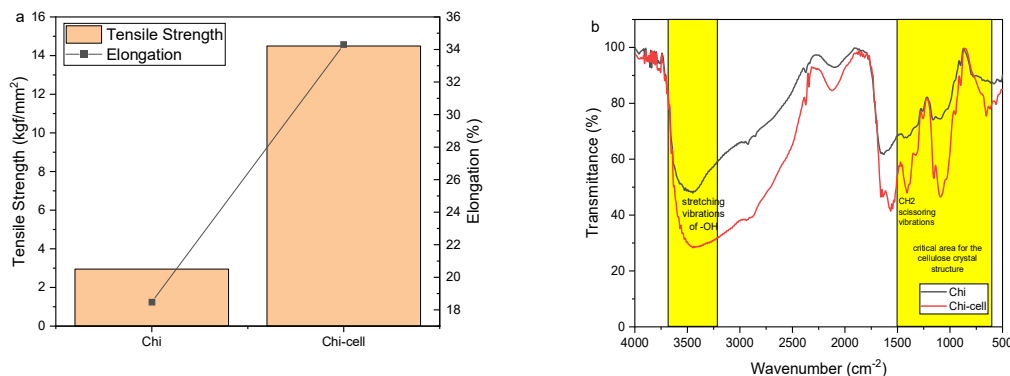 a
Tensile Strength (kgf/mm²)
16
14
12
10
8
6
4
2
0
Tensile Strength
Elongation
36
34
32
30
28
26
24
22
20
18
Elongation (%)
Chi
Chi-cell
b
Transmittance (%)
100
80
60
40
20
0
stretching
vibrations
of -OH
CH2
scissoring
vibrations
critical area for the
cellulose crystal
structure
Chi
Chi-cell
4000
3500
3000
2500
2000
1500
1000
500
Wavenumber (cm⁻²)